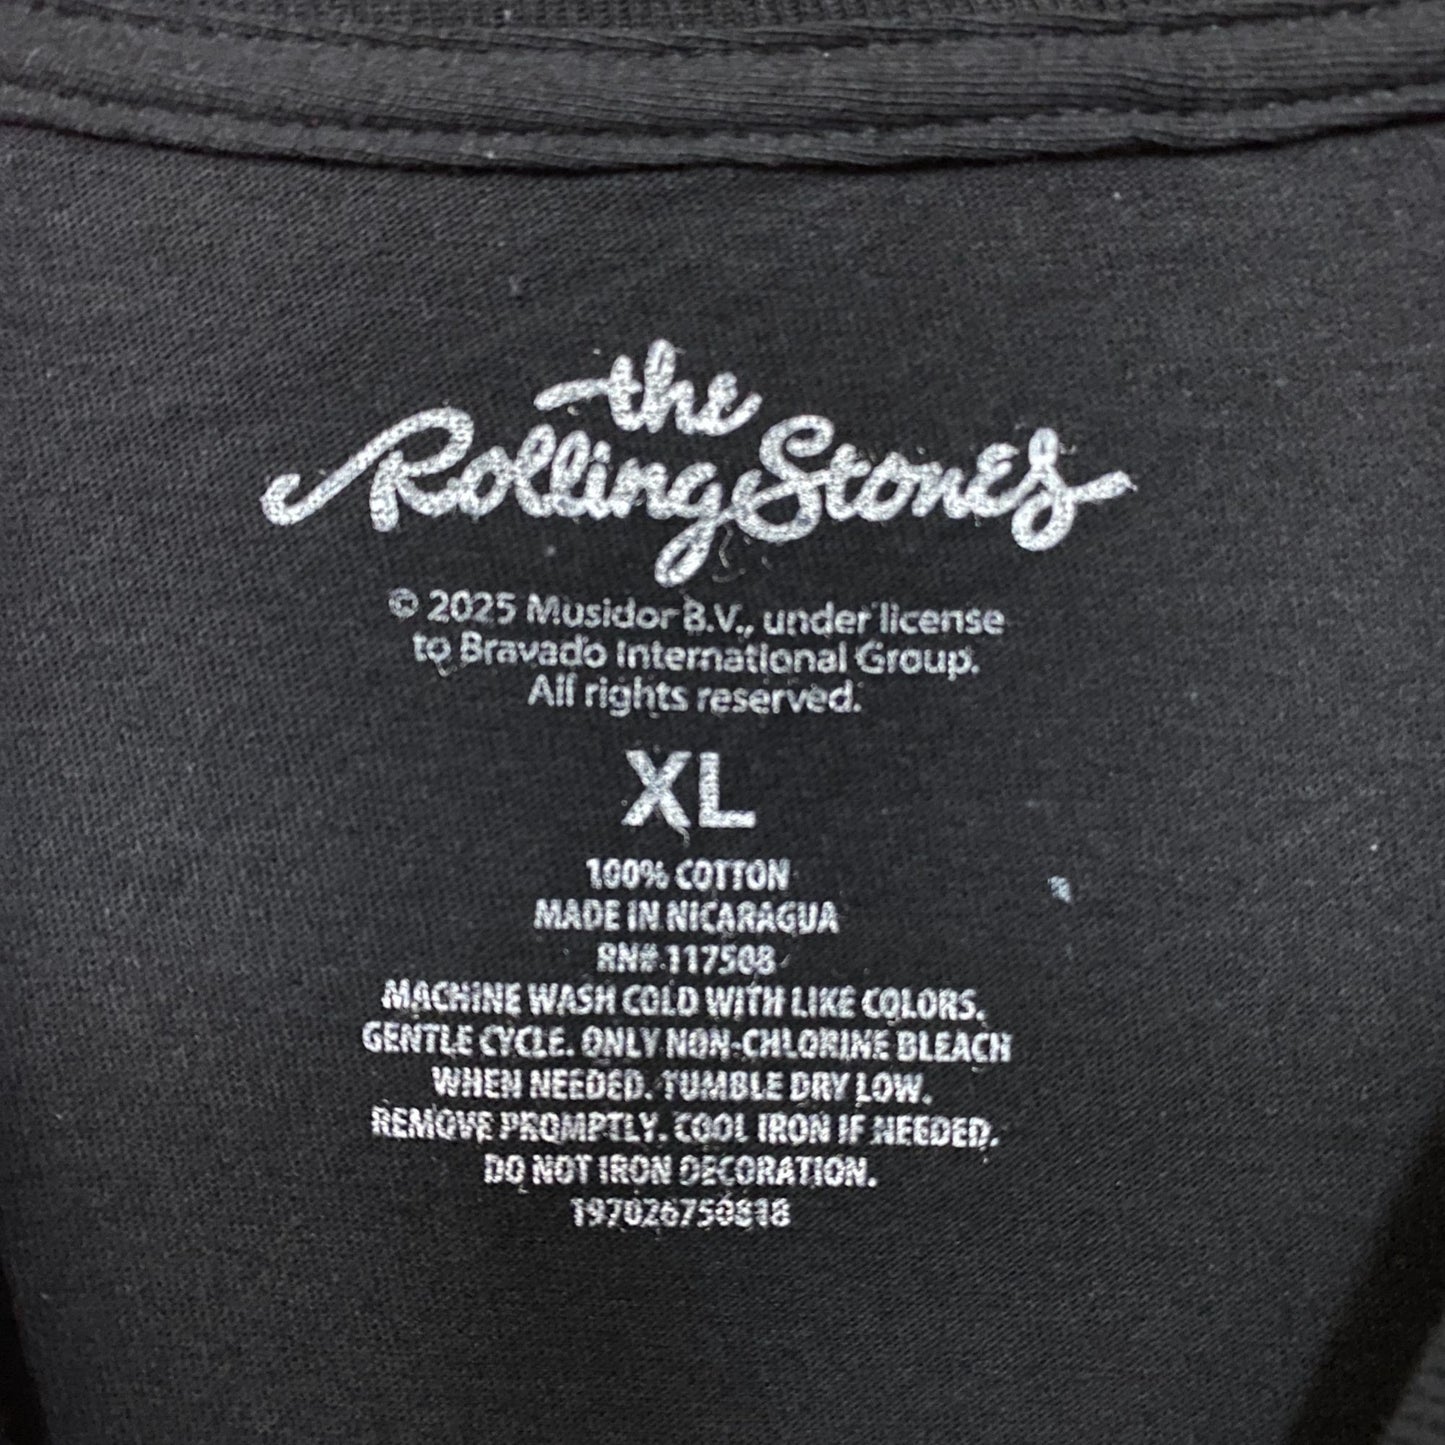 the
Rolling Stones
© 2025 Musidor B.V., under license
to Bravado International Group.
All rights reserved.
XL
100% COTTON
MADE IN NICARAGUA
RN# 117508
MACHINE WASH COLD WITH LIKE COLORS.
GENTLE CYCLE. ONLY NON-CHLORINE BLEACH
WHEN NEEDED. TUMBLE DRY LOW.
REMOVE PROMPTLY. COOL IRON IF NEEDED.
DO NOT IRON DECORATION.
197026750818